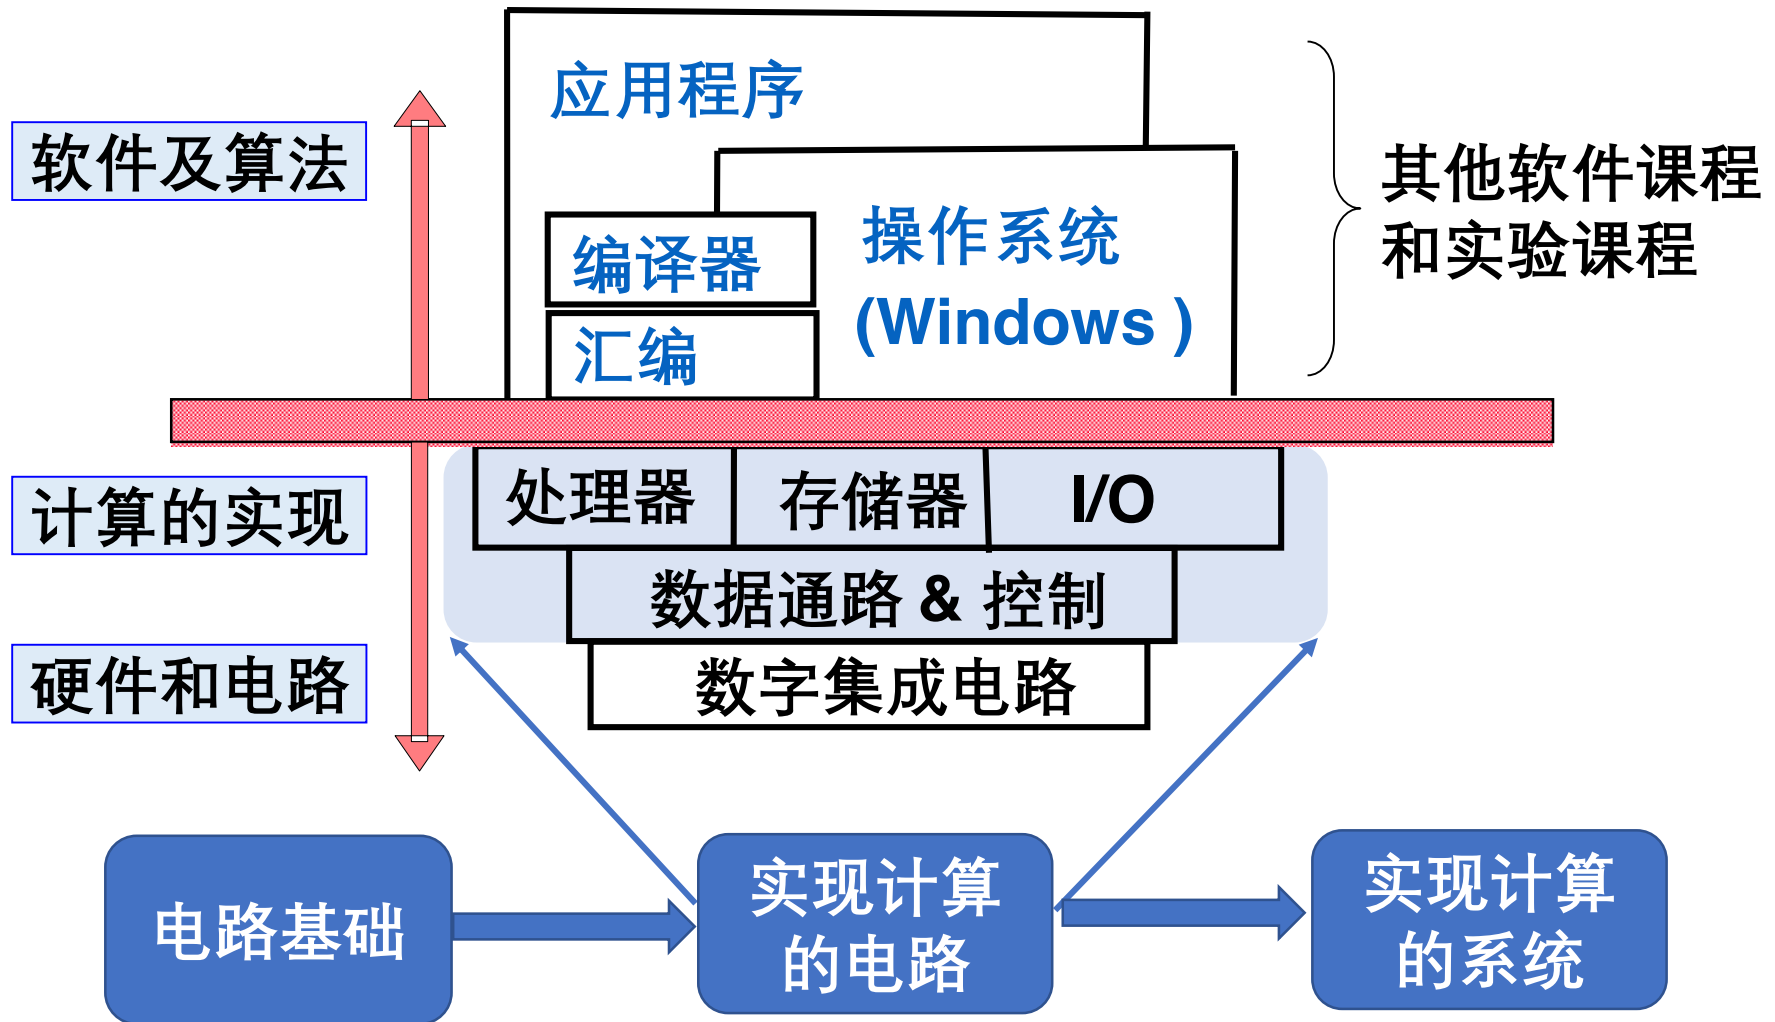 应用程序
软件及算法
其他软件课程
和实验课程
编译器
操作系统
(Windows )
汇编
处理器
存储器
I/O
计算的实现
数据通路 & 控制
硬件和电路
数字集成电路
电路基础
实现计算
的电路
实现计算
的系统